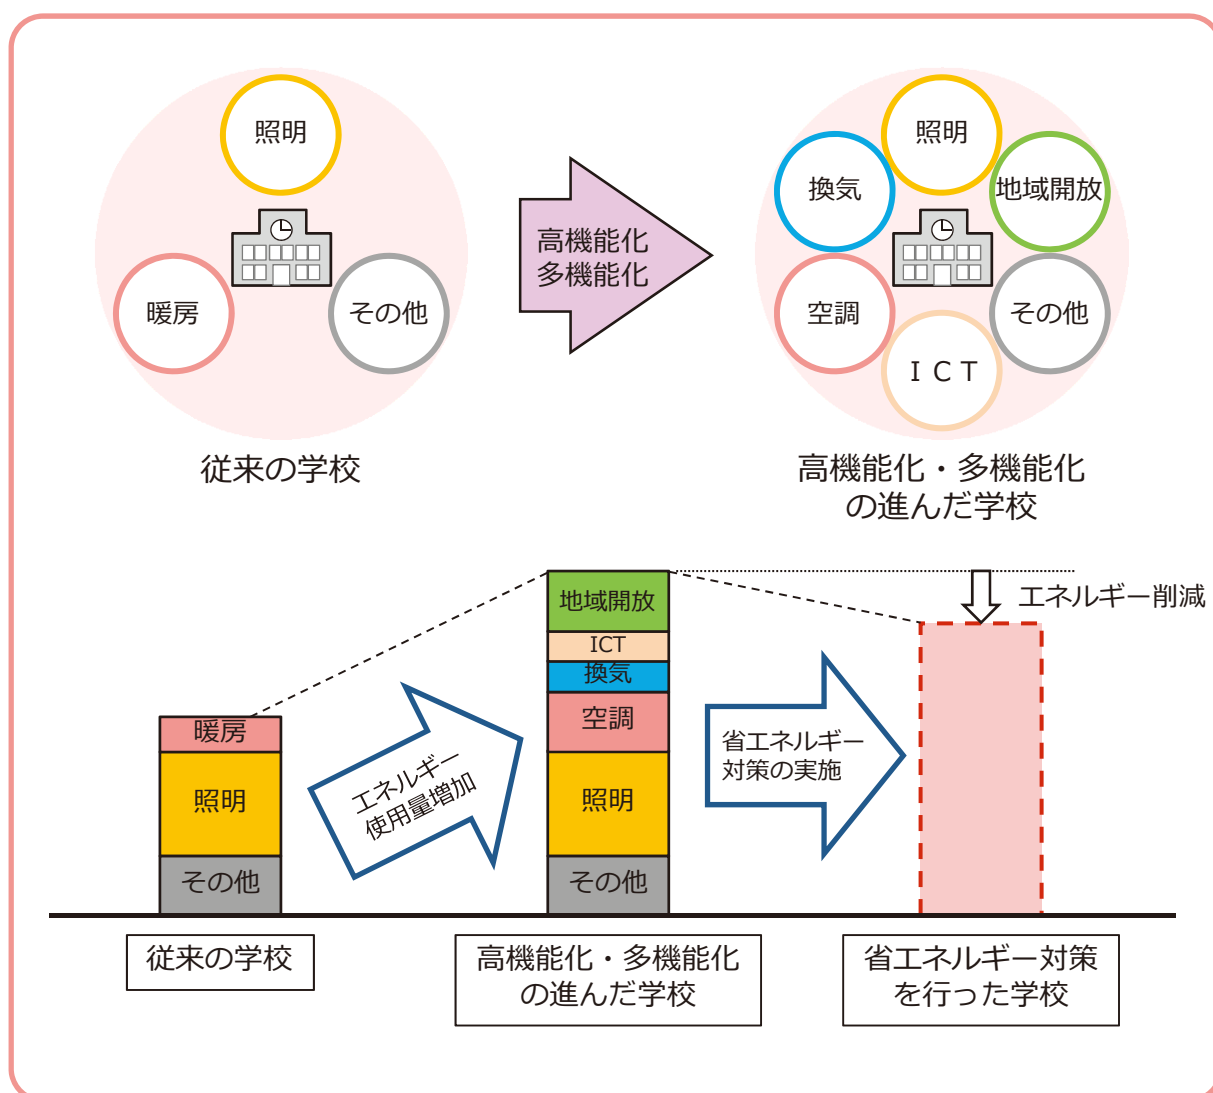 照明
暖房
その他
従来の学校
高機能化
多機能化
照明
換気
地域開放
空調
その他
ＩＣＴ
高機能化・多機能化
の進んだ学校
暖房
照明
その他
エネルギー
使用量増加
地域開放
ICT
換気
空調
照明
その他
省エネルギー
対策の実施
エネルギー削減
従来の学校
高機能化・多機能化
の進んだ学校
省エネルギー対策
を行った学校